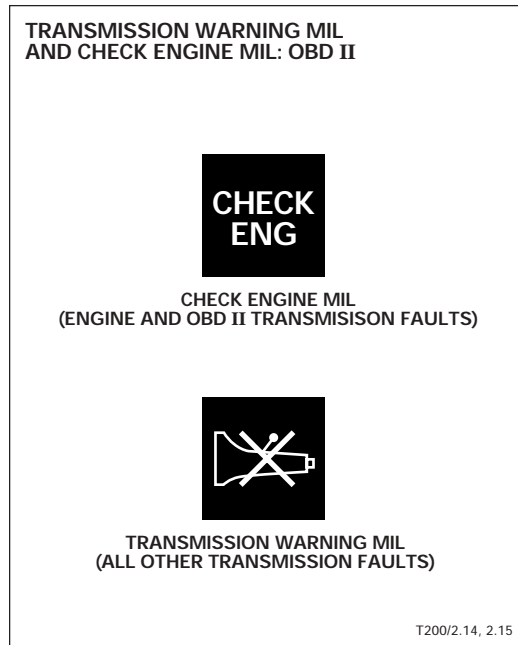 TRANSMISSION WARNING MIL
AND CHECK ENGINE MIL: OBD II
CHECK
ENG
CHECK ENGINE MIL
(ENGINE AND OBD II TRANSMISISON FAULTS)
TRANSMISSION WARNING MIL
(ALL OTHER TRANSMISSION FAULTS)
T200/2.14, 2.15